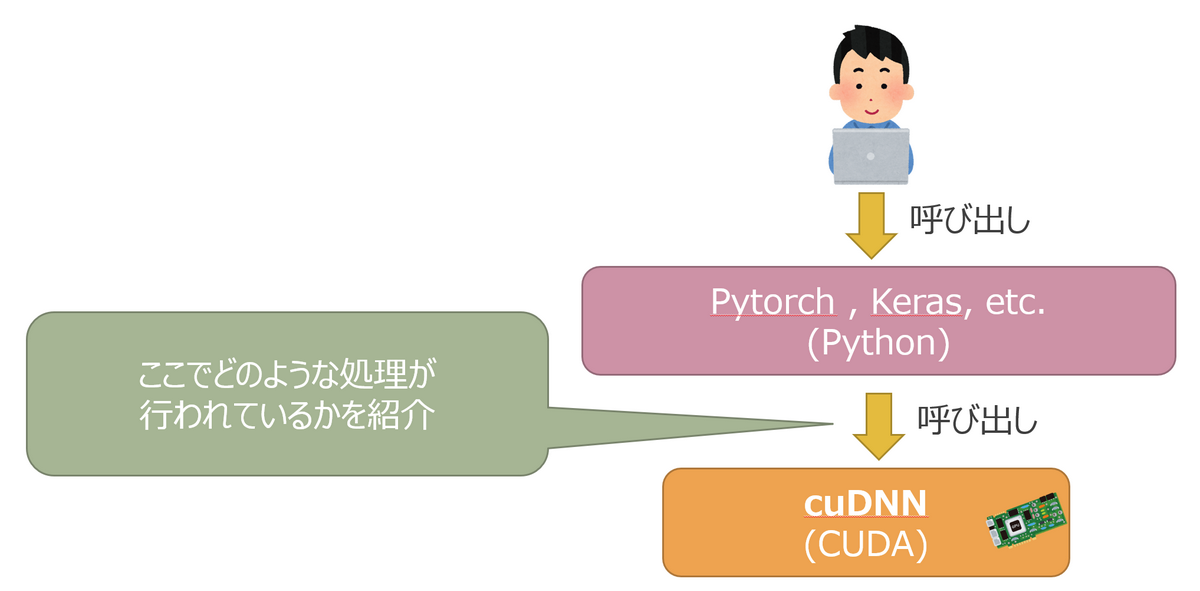 呼び出し
Pytorch , Keras, etc.
(Python)
ここでどのような処理が
行われているかを紹介
呼び出し
cuDNN
(CUDA)